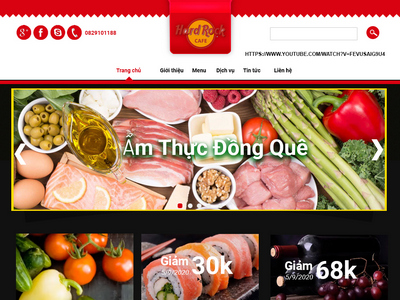 Hard Rock
CAFE
0829101188
HTTPS://WWW.YOUTUBE.COM/WATCH?V=FEVUSAIG9U4
Trang chủ Giới thiệu Menu Dịch vụ Tin tức Liên hệ
Ẩm Thực Đồng Quê
Giảm 30k
5/9/2020
Giảm 68k
5/9/2020